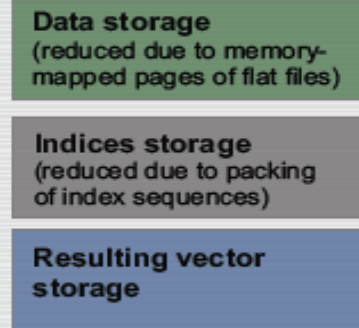 Data storage
(reduced due to memory-
mapped pages of flat files)
Indices storage
(reduced due to packing
of index sequences)
Resulting vector
storage